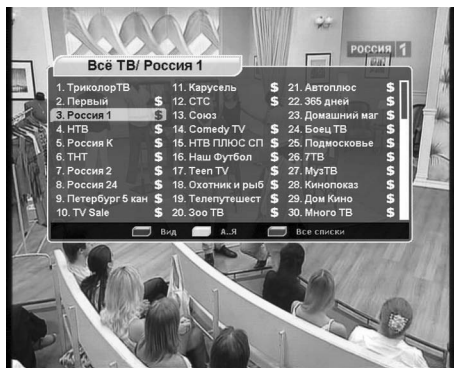 РОССИЯ 1
Всё ТВ/ Россия 1
1. ТриколорТВ
2. Первый $
3. Россия 1 $
4. НТВ $
5. Россия К $
6. ТНТ $
7. Россия 2 $
8. Россия 24 $
9. Петербург 5 кан $
10. TV Sale $
11. Карусель $
12. СТС $
13. Союз
14. Comedy TV $
15. НТВ ПЛЮС СП $
16. Наш Футбол $
17. Teen TV $
18. Охотник и рыб $
19. Телепутешест $
20. Зоо ТВ $
21. Автоплюс $
22. 365 дней $
23. Домашний маг $
24. Боец ТВ $
25. Подмосковье $
26. 7ТВ $
27. МузТВ $
28. Кинопоказ $
29. Дом Кино $
30. Много ТВ $
Вид А..Я Все списки